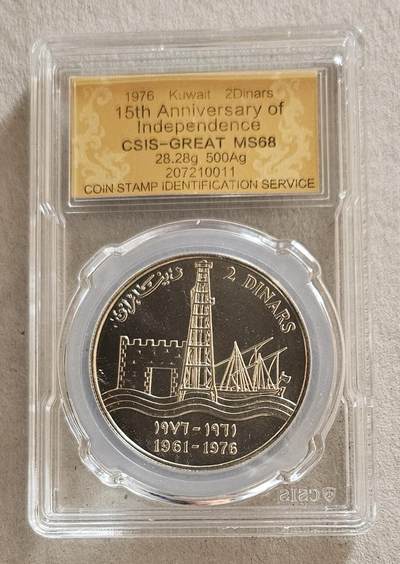 1976 Kuwait 2Dinars
15th Anniversary of
Independence
CSIS-GREAT MS68
28.28g 500Ag
207210011
COiN STAMP iDENTiFiCATiON SERViCE
2 DINARS
١٩٧٦ - ١٩٦١
1961-1976
CSIS